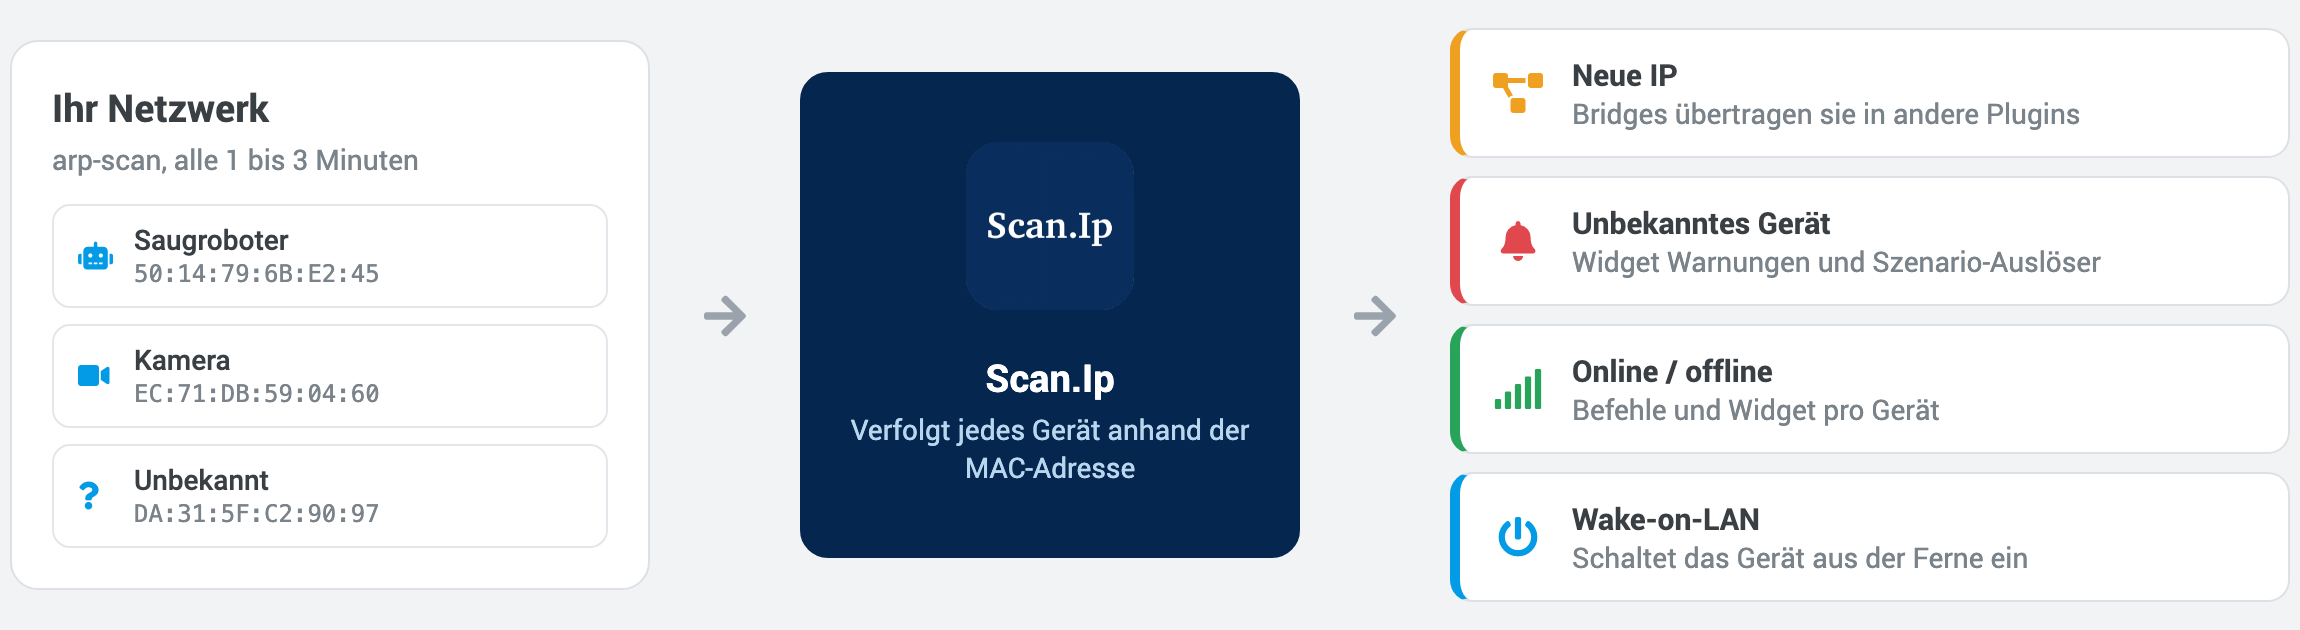 Ihr Netzwerk
arp-scan, alle 1 bis 3 Minuten
Saugroboter
50:14:79:6B:E2:45
Kamera
EC:71:DB:59:04:60
Unbekannt
DA:31:5F:C2:90:97
Scan.Ip
Scan.Ip
Verfolgt jedes Gerät anhand der
MAC-Adresse
Neue IP
Bridges übertragen sie in andere Plugins
Unbekanntes Gerät
Widget Warnungen und Szenario-Auslöser
Online / offline
Befehle und Widget pro Gerät
Wake-on-LAN
Schaltet das Gerät aus der Ferne ein